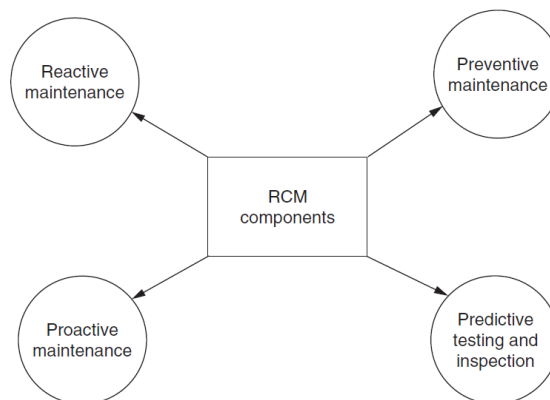 Reactive
maintenance
Preventive
maintenance
RCM
components
Proactive
maintenance
Predictive
testing and
inspection